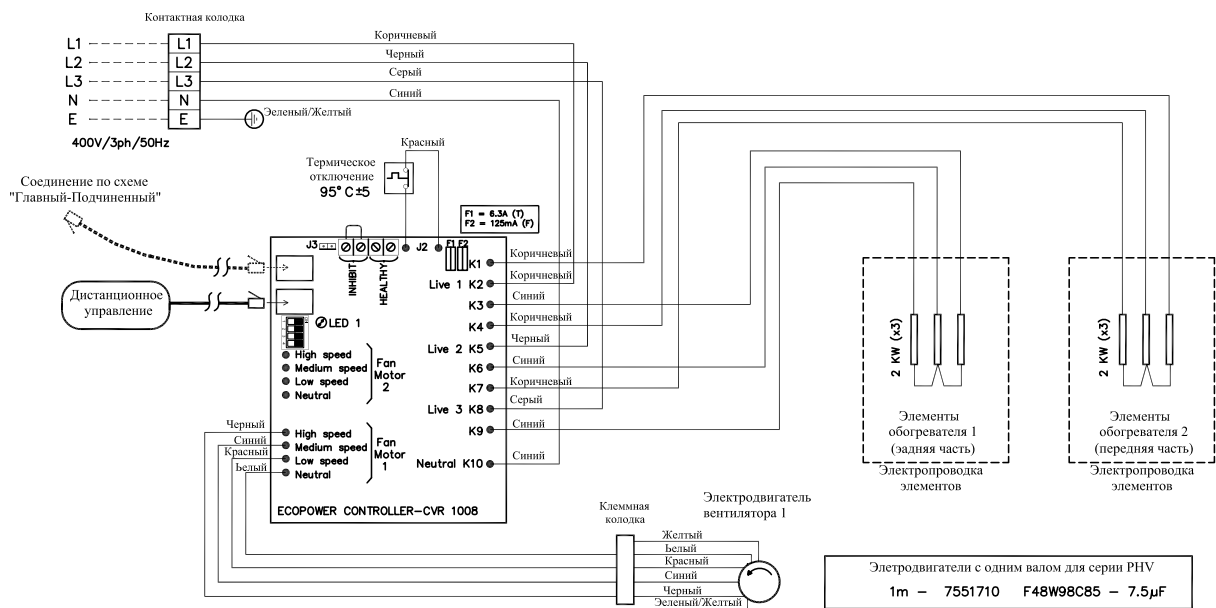 Контактная колодка
L1 L1 Коричневый
L2 L2 Черный
L3 L3 Серый
N N Синий
E E Эеленый/Желтый
400V/3ph/50Hz
Красный
Термическое
отключение
95°C±5
Соединение по схеме
"Главный-Подчиненный"
F1 = 6.3A (T)
F2 = 125mA (F)
J3 J2 F1 F2
INHIBIT HEALTHY
Дистанционное
управление
LED 1
K1 Коричневый
Live 1 K2 Коричневый
K3 Синий
K4 Коричневый
Live 2 K5 Черный
K6 Синий
K7 Коричневый
Live 3 K8 Серый
K9 Синий
Neutral K10 Синий
High speed
Medium speed
Low speed
Neutral
Fan
Motor
2
Черный High speed
Синий Medium speed
Красный Low speed
Ьелый Neutral
Fan
Motor
1
ECOPOWER CONTROLLER-CVR 1008
2 KW (x3)
Элементы
обогревателя 1
(эадняя часть)
Электропроводка
элементов
2 KW (x3)
Элементы
обогревателя 2
(передняя часть)
Электропроводка
элементов
Клеммная
колодка
Электродвигатель
вентилятора 1
Желтый
Ьелый
Красный
Синий
Черный
Эеленый/Желтый
Элетродвигатели с одним валом для серии PHV
1m – 7551710 F48W98C85 – 7.5µF